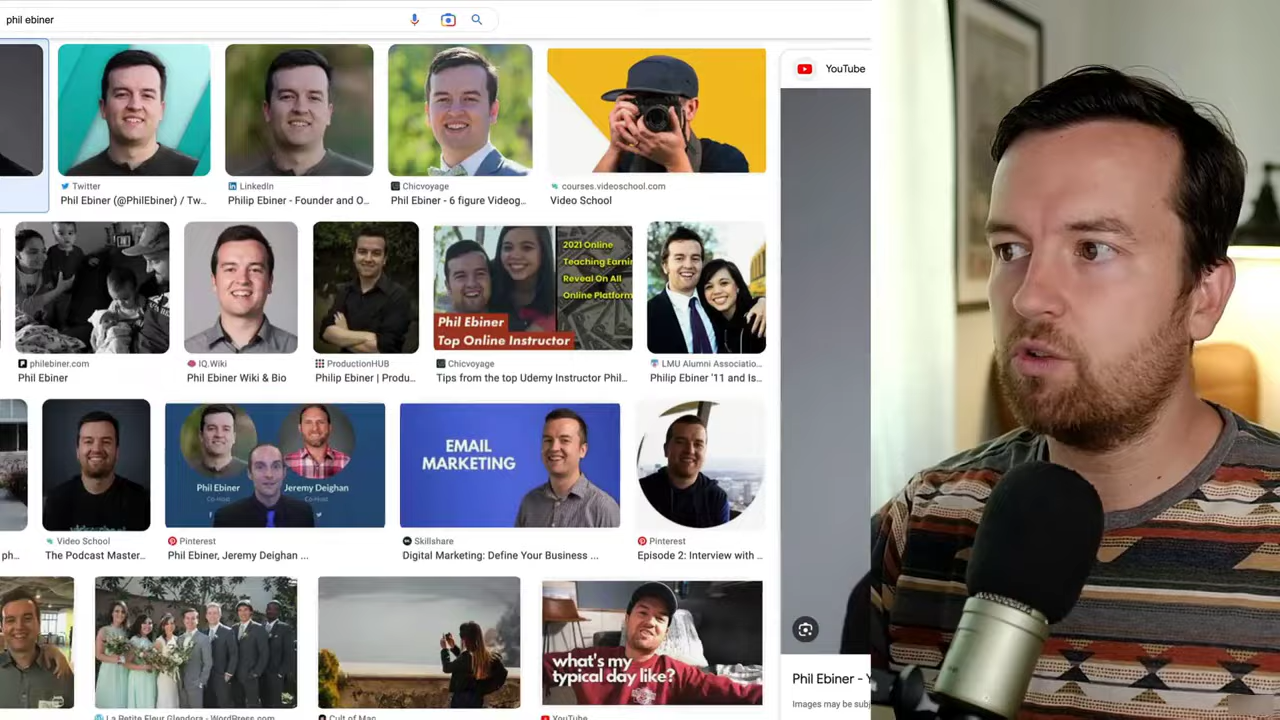 phil ebiner
YouTube
Twitter
Phil Ebiner (@PhilEbiner) / Tw...
LinkedIn
Philip Ebiner - Founder and O...
Chicvoyage
Phil Ebiner - 6 figure Videog...
courses.videoschool.com
Video School
2021 Online
Teaching Earnin
Reveal On All
Online Platform
Phil Ebiner
Top Online Instructor
philebiner.com
Phil Ebiner
IQ.Wiki
Phil Ebiner Wiki & Bio
ProductionHUB
Philip Ebiner | Produ...
Chicvoyage
Tips from the top Udemy Instructor Phil...
LMU Alumni Associatio...
Philip Ebiner '11 and Is...
EMAIL
MARKETING
Phil Ebiner
Co-Host
Jeremy Deighan
Co-Host
ph...
Video School
The Podcast Master...
Pinterest
Phil Ebiner, Jeremy Deighan ...
Skillshare
Digital Marketing: Define Your Business ...
Pinterest
Episode 2: Interview with ...
what's my
typical day like?
Phil Ebiner - Y
Images may be subj
La Petite Fleur Glendora - WordPress.com
Cult of Mac
YouTube